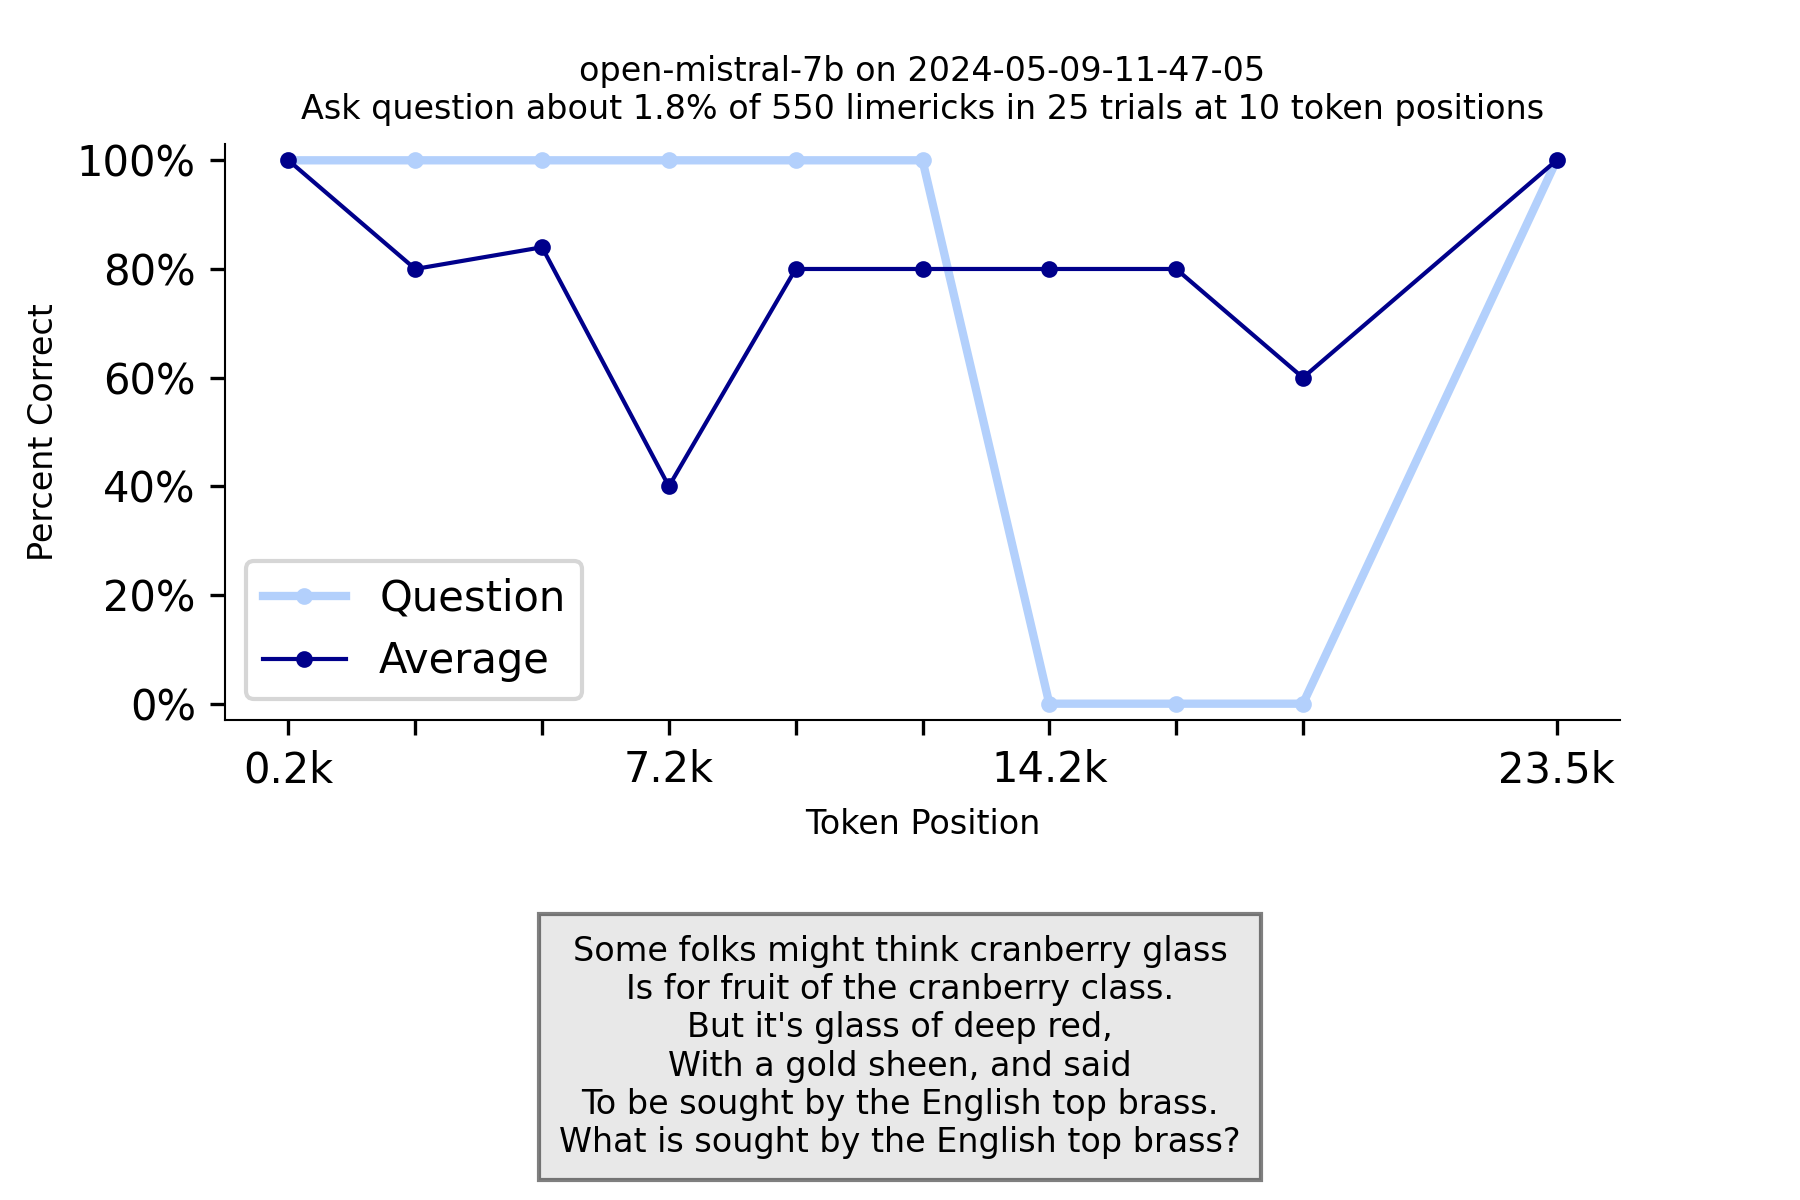 open-mistral-7b on 2024-05-09-11-47-05
Ask question about 1.8% of 550 limericks in 25 trials at 10 token positions
100%
80%
60%
40%
20%
0%
Percent Correct
Question
Average
0.2k 7.2k 14.2k 23.5k
Token Position
Some folks might think cranberry glass
Is for fruit of the cranberry class.
But it's glass of deep red,
With a gold sheen, and said
To be sought by the English top brass.
What is sought by the English top brass?